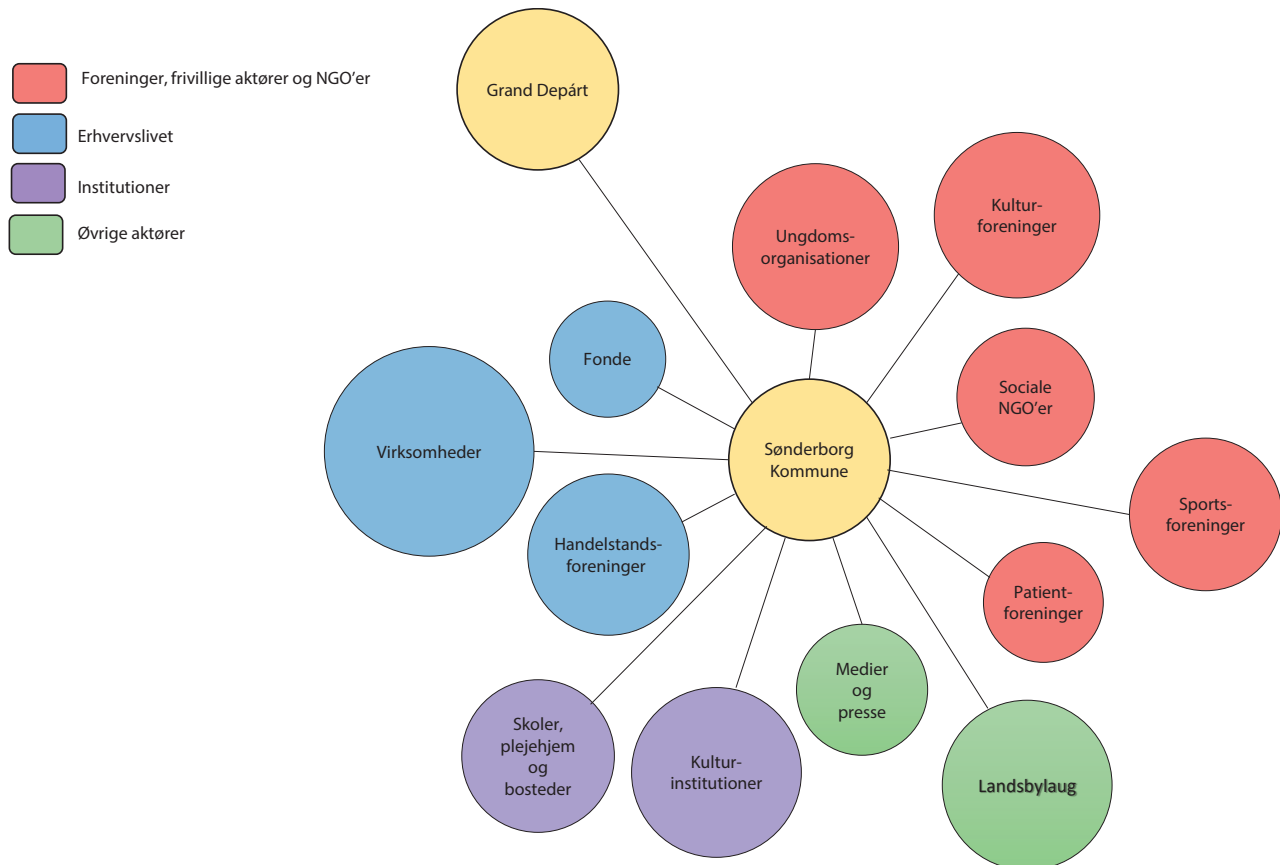 Foreninger, frivillige aktører og NGO’er
Erhvervslivet
Institutioner
Øvrige aktører
Grand Depárt
Ungdoms-
organisationer
Kultur-
foreninger
Fonde
Sociale
NGO’er
Virksomheder
Sønderborg
Kommune
Sports-
foreninger
Handelstands-
foreninger
Patient-
foreninger
Medier
og
presse
Skoler,
plejehjem
og
bosteder
Kultur-
institutioner
Landsbylaug